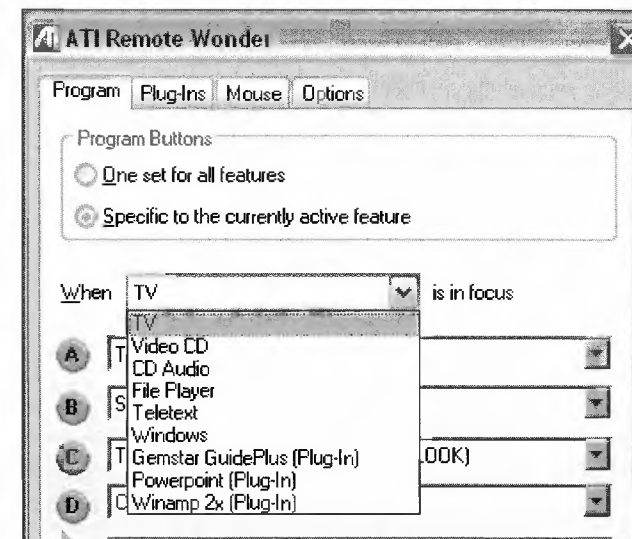 ATI ATI Remote Wonder
Program Plug-Ins Mouse Options
Program Buttons
One set for all features
Specific to the currently active feature
When TV is in focus
TV
A T Video CD
CD Audio
File Player
B S Teletext
Windows
C T Gemstar GuidePlus (Plug-In) LOOK)
Powerpoint (Plug-In)
D C Winamp 2x (Plug-In)